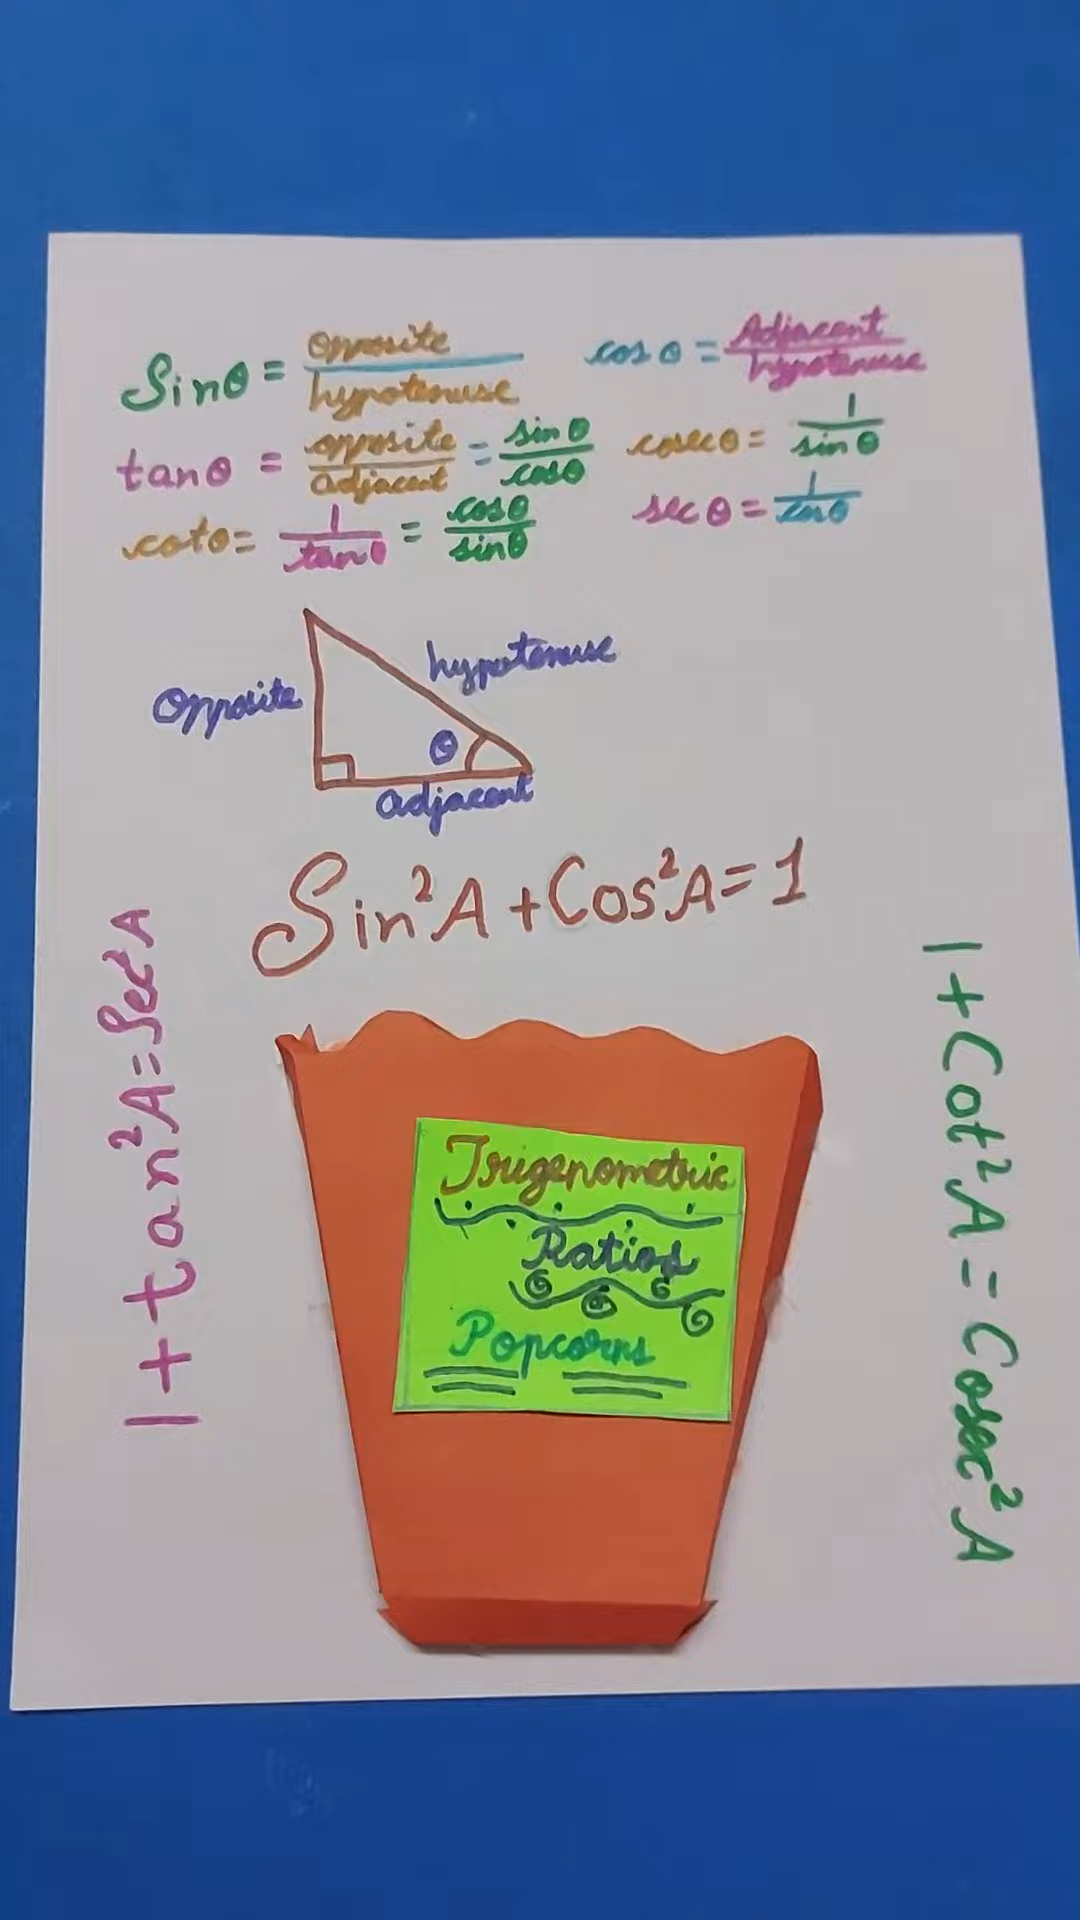 Sinθ = opposite / hypotenuse
cosθ = Adjacent / hypotenuse
tanθ = opposite / adjacent = sinθ / cosθ
cosecθ = 1 / sinθ
cotθ = 1 / tanθ = cosθ / sinθ
secθ = 1 / cosθ
hypotenuse
Opposite
θ
adjacent
Sin²A + Cos²A = 1
1 + tan²A = Sec²A
1 + Cot²A = Cosec²A
Trigenometric
Ratios
Popcorns